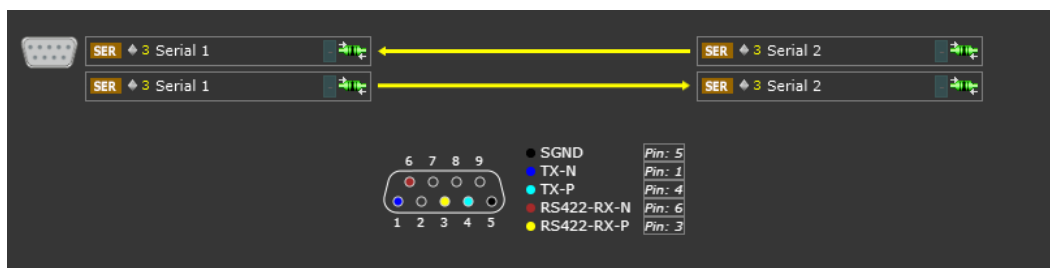 SER 3 Serial 1 SER 3 Serial 2
SER 3 Serial 1 SER 3 Serial 2
6 7 8 9
1 2 3 4 5
SGND Pin: 5
TX-N Pin: 1
TX-P Pin: 4
RS422-RX-N Pin: 6
RS422-RX-P Pin: 3